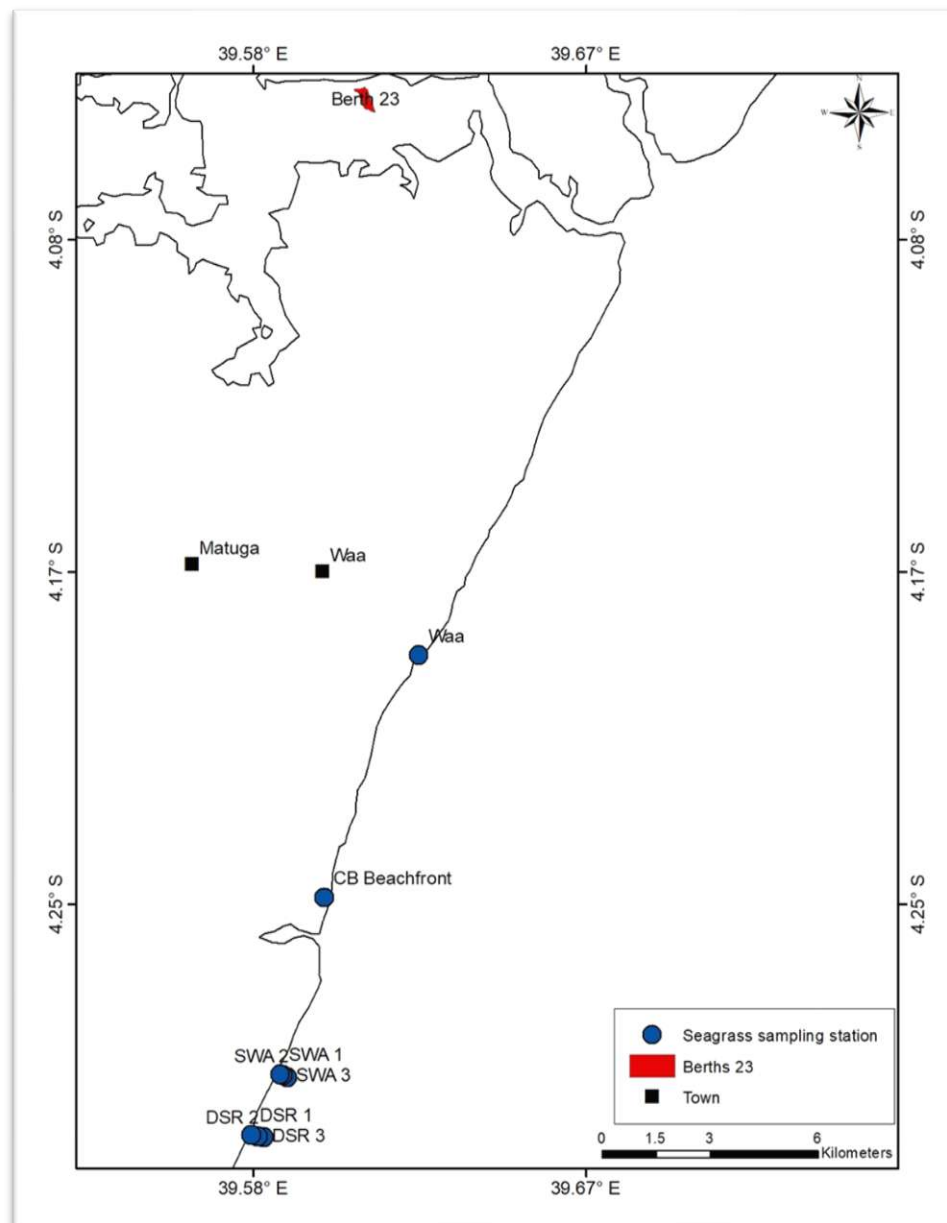 39.58° E 39.67° E
Berth 23
N
W E
S
4.08° S 4.08° S
Matuga
Waa
4.17° S 4.17° S
Waa
CB Beachfront
4.25° S 4.25° S
SWA 2 SWA 1
SWA 3
DSR 2 DSR 1
DSR 3
Seagrass sampling station
Berths 23
Town
0 1.5 3 6
Kilometers
39.58° E 39.67° E